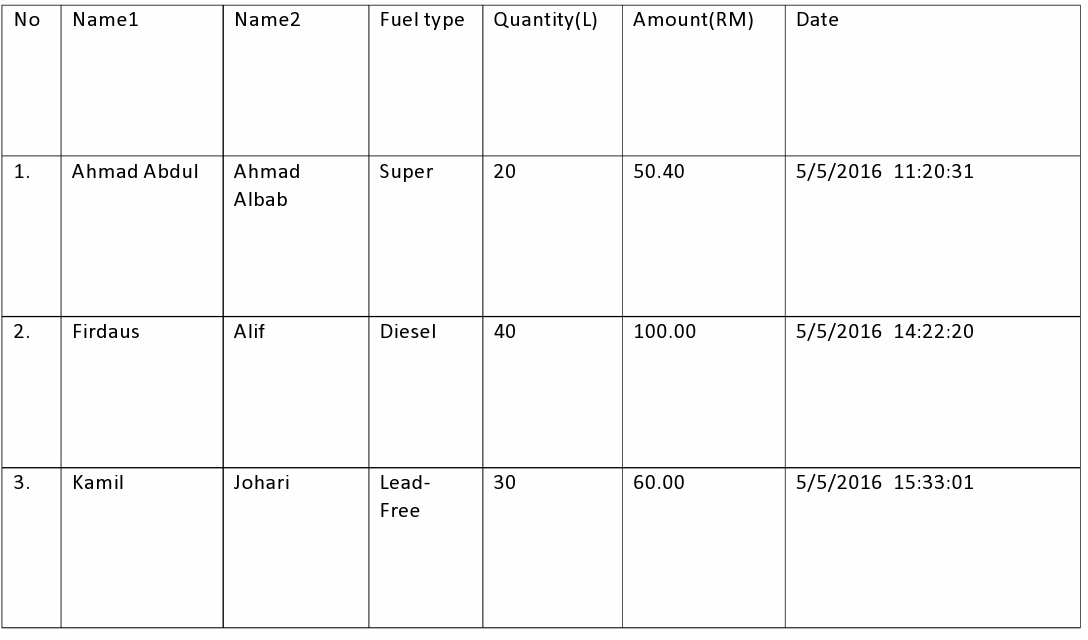 No Name1 Name2 Fuel type Quantity(L) Amount(RM) Date
1. Ahmad Abdul Ahmad Super 20 50.40 5/5/2016 11:20:31
Albab
2. Firdaus Alif Diesel 40 100.00 5/5/2016 14:22:20
3. Kamil Johari Lead- 30 60.00 5/5/2016 15:33:01
Free